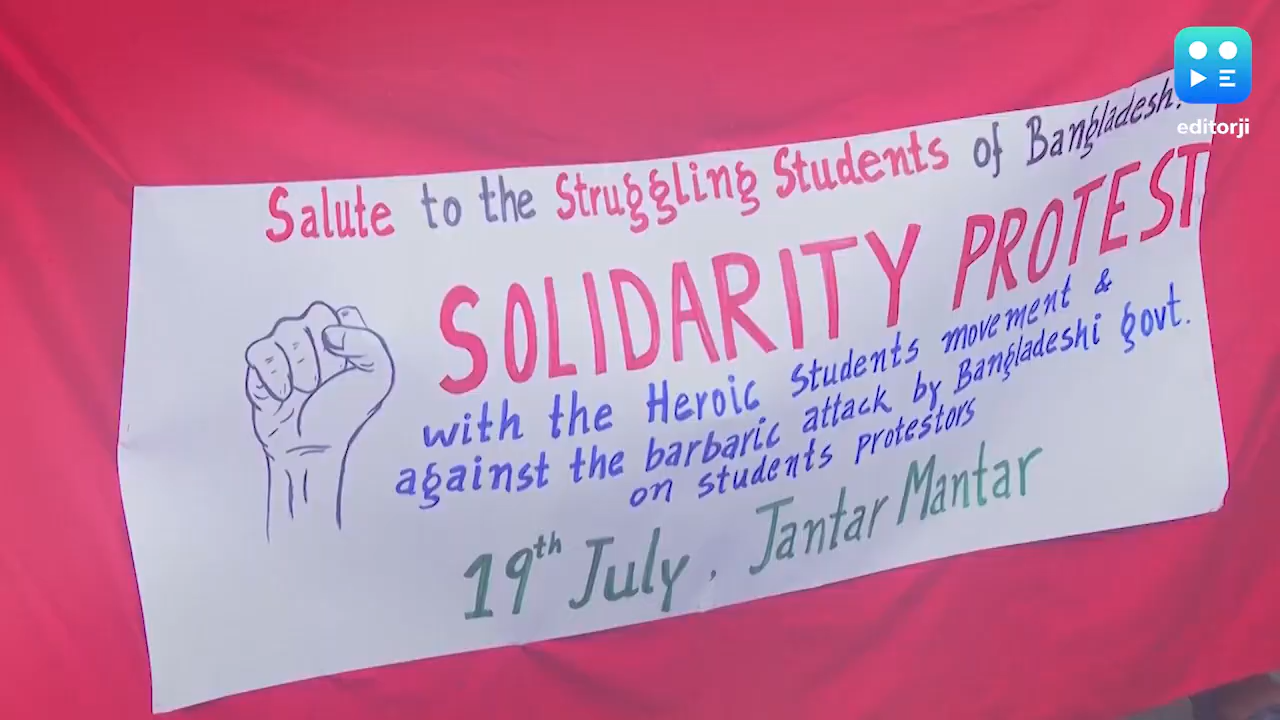 Salute to the Struggling Students of Bangladesh!
SOLIDARITY PROTEST
with the Heroic students movement &
against the barbaric attack by Bangladeshi govt.
on students protestors
19th July, Jantar Mantar
editorji